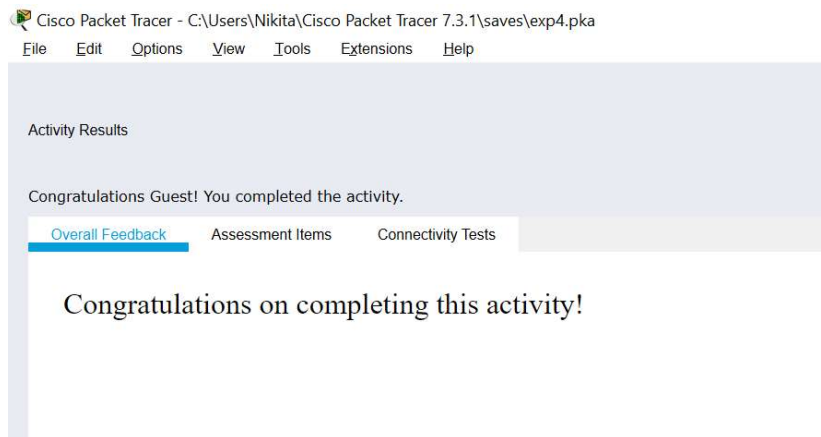 Cisco Packet Tracer - C:\Users\Nikita\Cisco Packet Tracer 7.3.1\saves\exp4.pka
File Edit Options View Tools Extensions Help
Activity Results
Congratulations Guest! You completed the activity.
Overall Feedback Assessment Items Connectivity Tests
Congratulations on completing this activity!